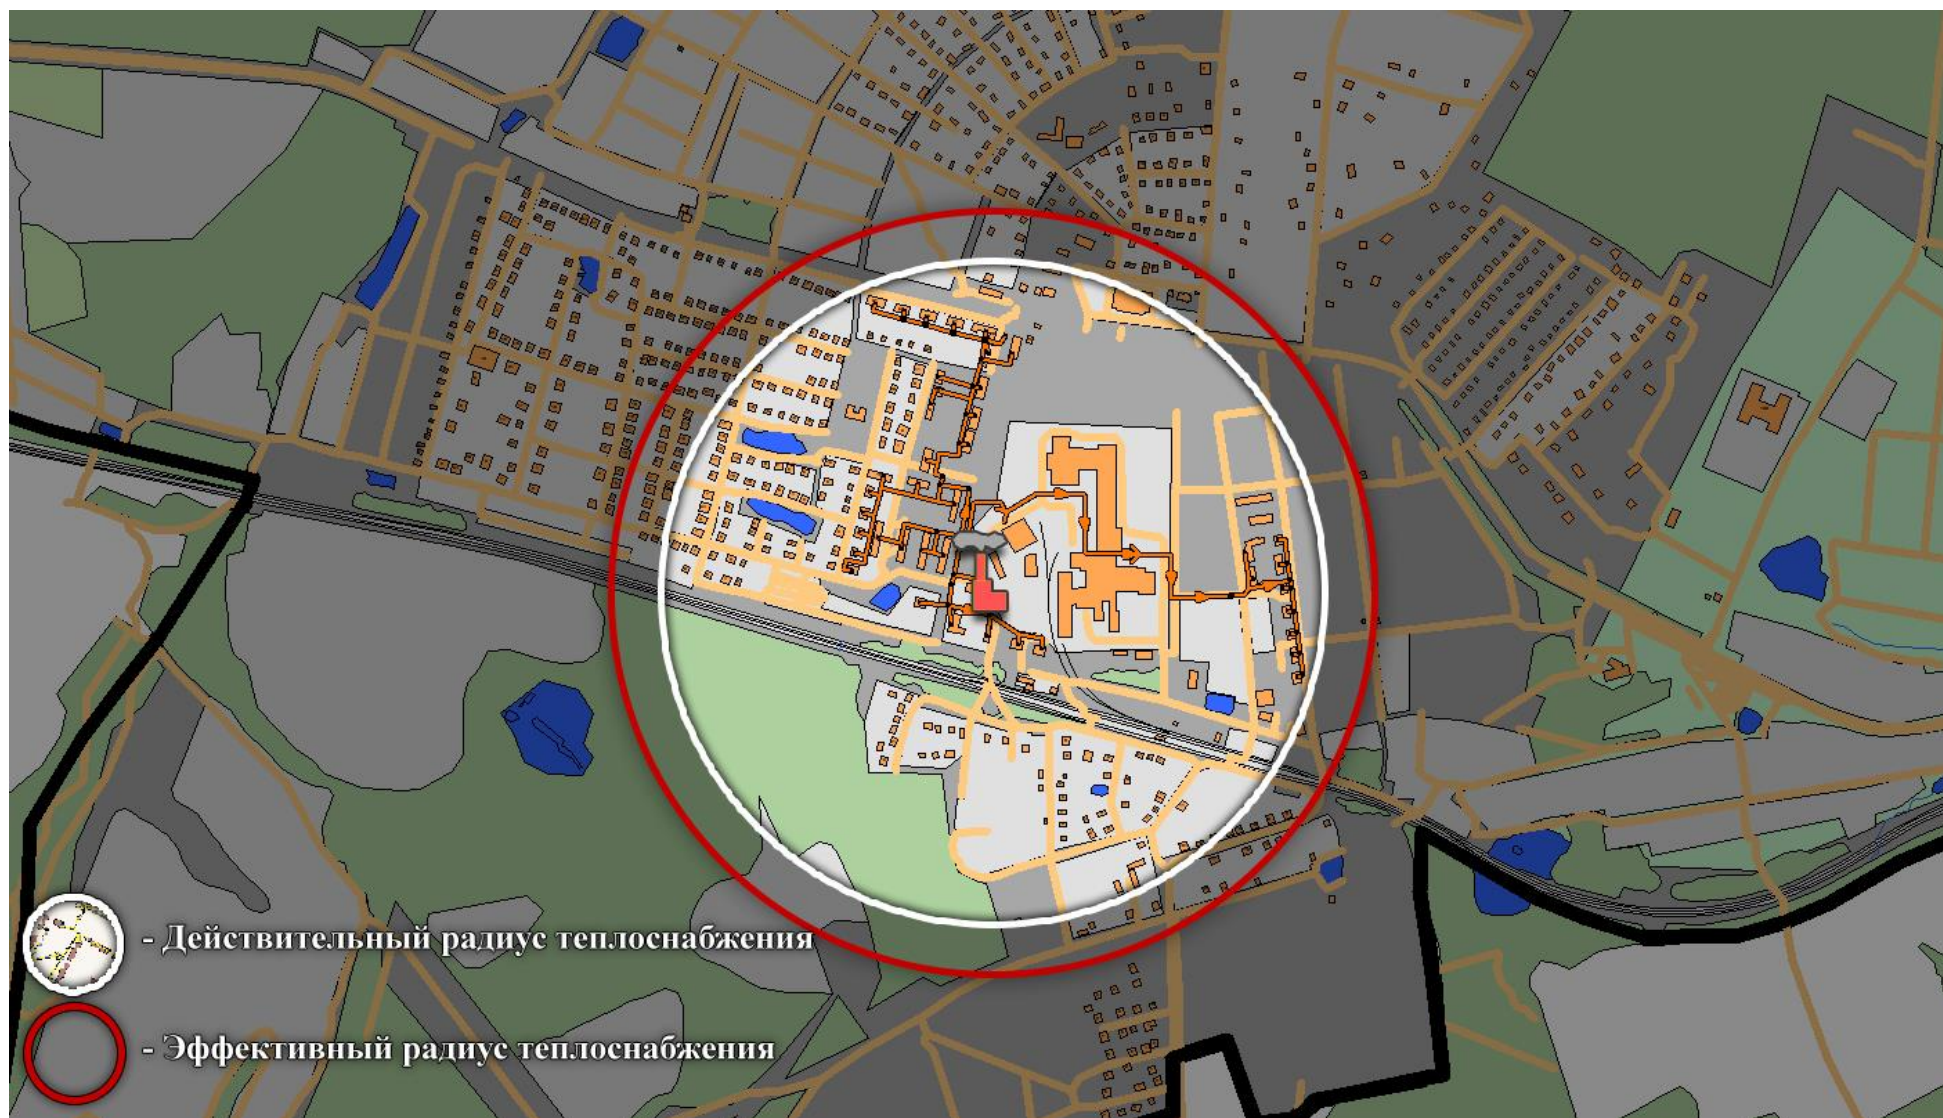 - Действительный радиус теплоснабжения
- Эффективный радиус теплоснабжения